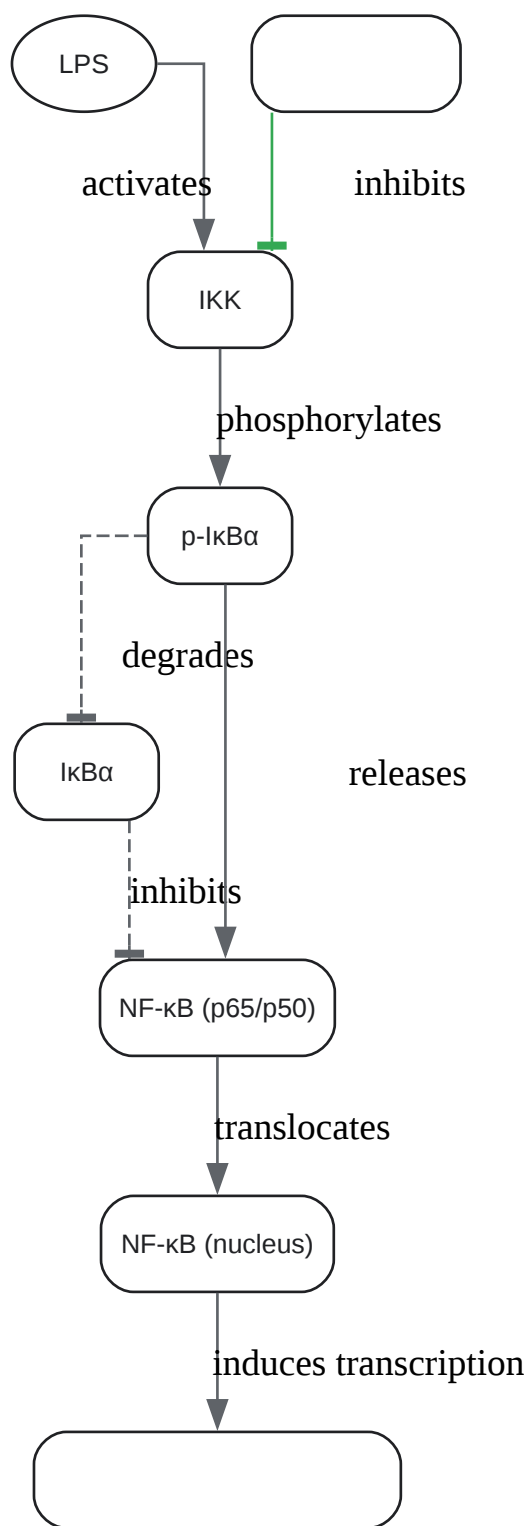 LPS
activates
inhibits
IKK
phosphorylates
p-IκBα
degrades
IκBα
releases
inhibits
NF-κB (p65/p50)
translocates
NF-κB (nucleus)
induces transcription